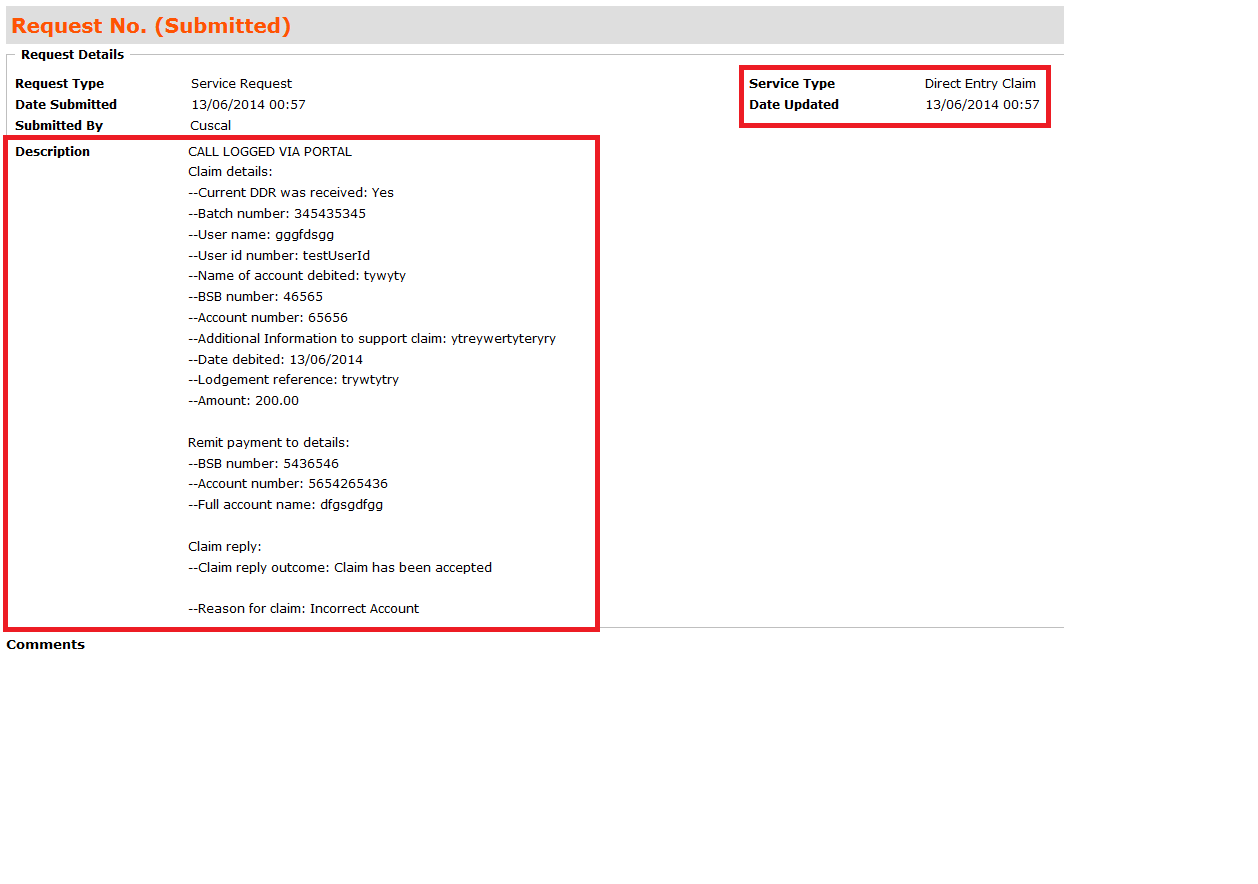 Request No. (Submitted)
Request Details
Request Type Service Request Service Type Direct Entry Claim
Date Submitted 13/06/2014 00:57 Date Updated 13/06/2014 00:57
Submitted By Cuscal
Description CALL LOGGED VIA PORTAL
Claim details:
--Current DDR was received: Yes
--Batch number: 345435345
--User name: gggfdsgg
--User id number: testUserId
--Name of account debited: tywyty
--BSB number: 46565
--Account number: 65656
--Additional Information to support claim: ytreywertyteryry
--Date debited: 13/06/2014
--Lodgement reference: trywtytry
--Amount: 200.00
Remit payment to details:
--BSB number: 5436546
--Account number: 5654265436
--Full account name: dfgsgdfgg
Claim reply:
--Claim reply outcome: Claim has been accepted
--Reason for claim: Incorrect Account
Comments